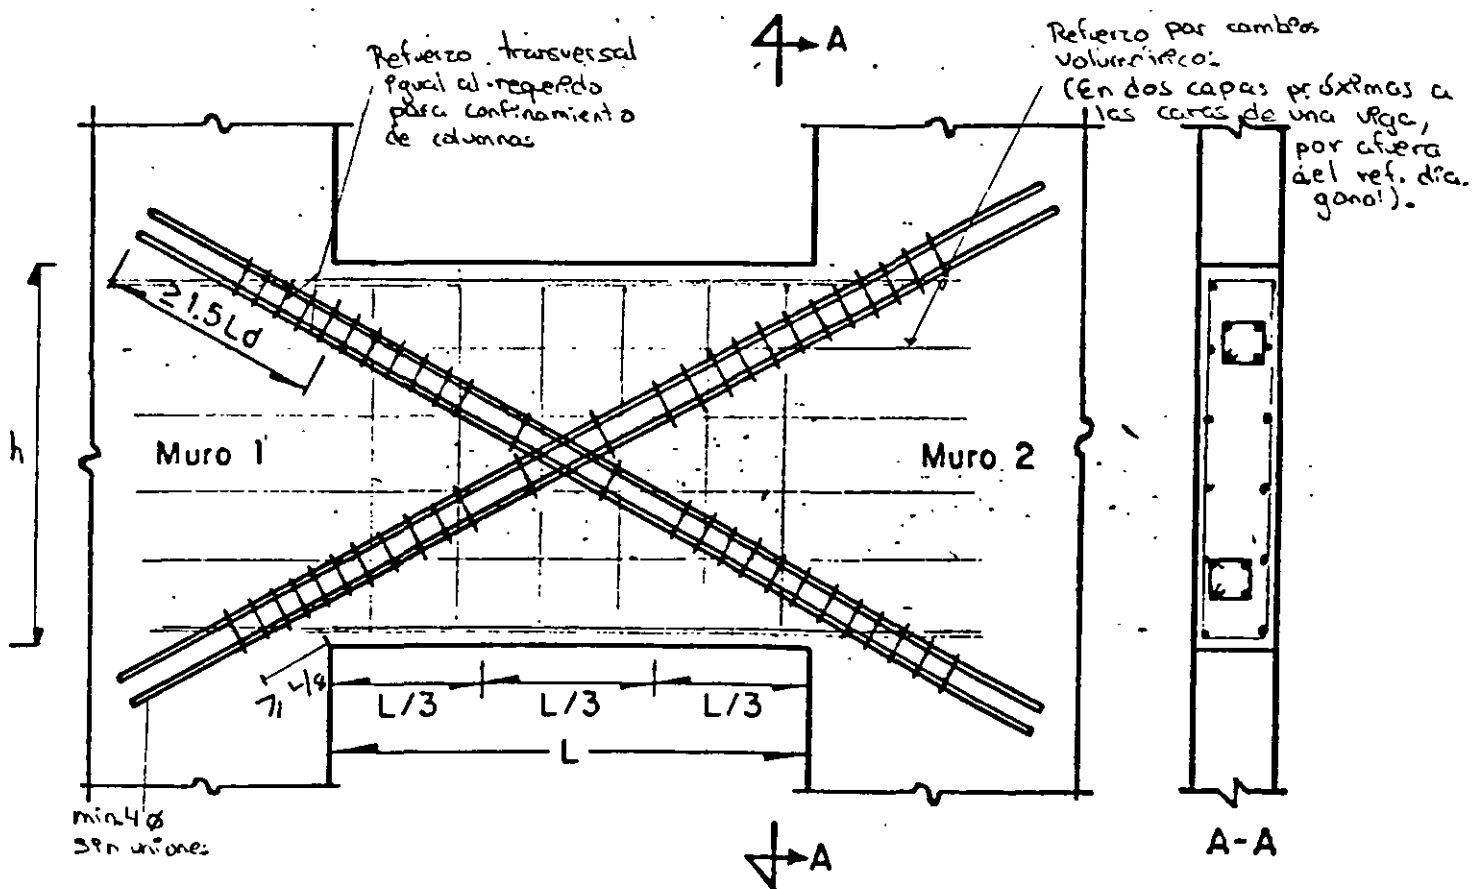 Refuerzo transversal
igual al requerido
para confinamiento
de columnas
A
Refuerzo por cambios
volumétrico:
(En dos capas próximas a
las caras de una viga,
por afuera
del ref. dia.
gonal).
≥1.5Ld
h
Muro 1
Muro 2
L/8
L/3
L/3
L/3
L
min.4ø
sin uniones
A
A-A